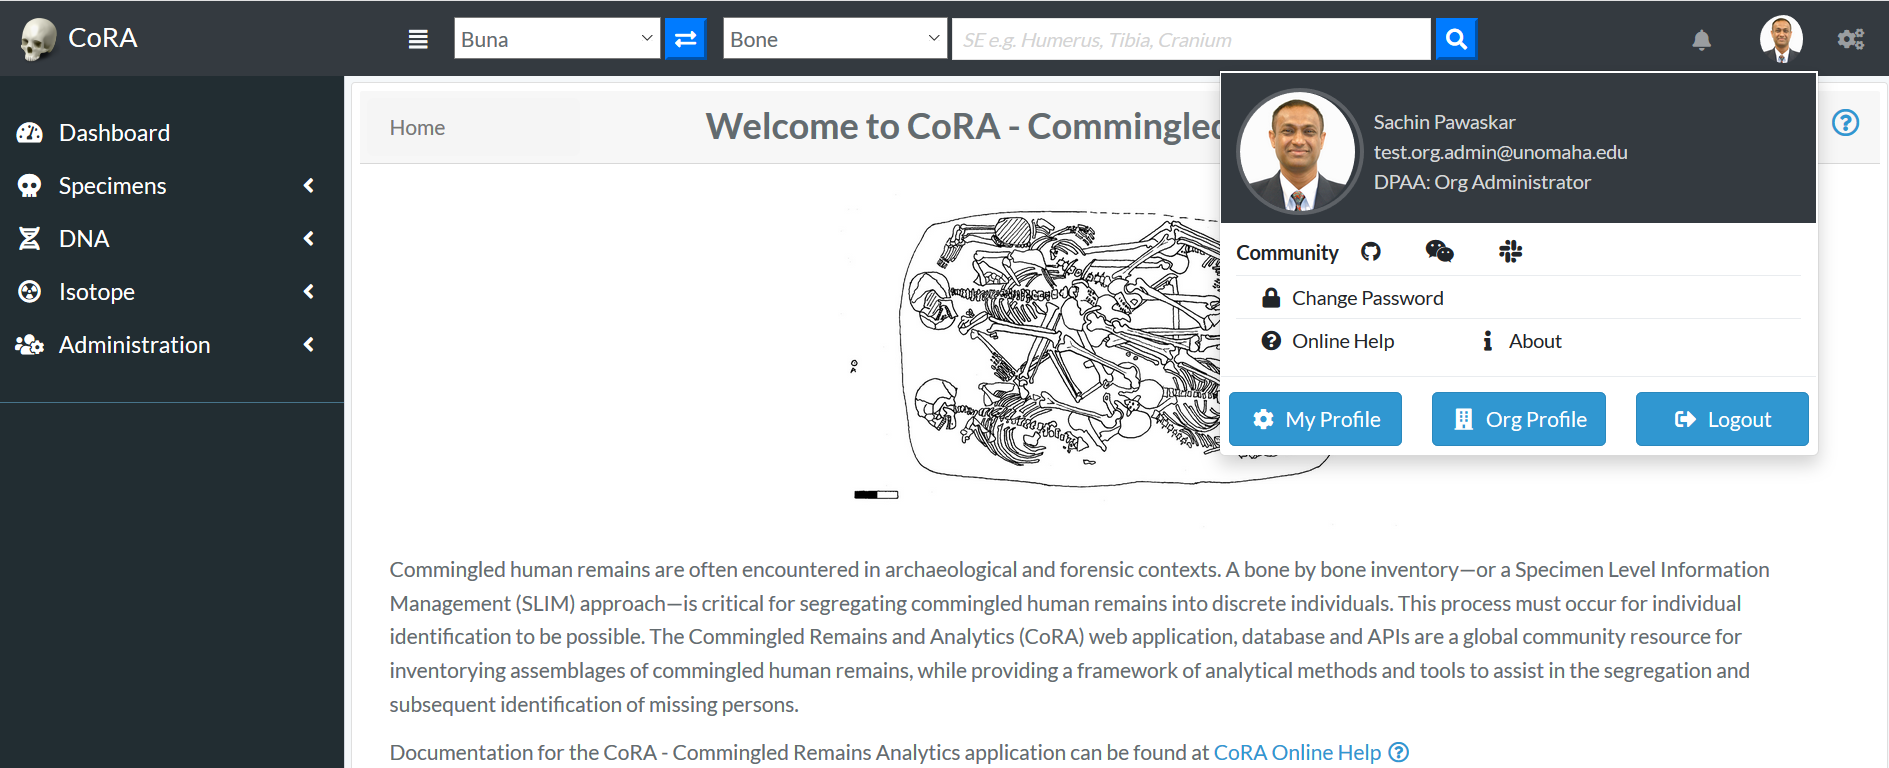 CoRA
Buna
Bone
SE e.g. Humerus, Tibia, Cranium
Dashboard
Specimens
DNA
Isotope
Administration
Home
Welcome to CoRA - Commingled
Sachin Pawaskar
test.org.admin@unomaha.edu
DPAA: Org Administrator
Community
Change Password
Online Help
About
My Profile
Org Profile
Logout
Commingled human remains are often encountered in archaeological and forensic contexts. A bone by bone inventory—or a Specimen Level Information
Management (SLIM) approach—is critical for segregating commingled human remains into discrete individuals. This process must occur for individual
identification to be possible. The Commingled Remains and Analytics (CoRA) web application, database and APIs are a global community resource for
inventorying assemblages of commingled human remains, while providing a framework of analytical methods and tools to assist in the segregation and
subsequent identification of missing persons.
Documentation for the CoRA - Commingled Remains Analytics application can be found at CoRA Online Help